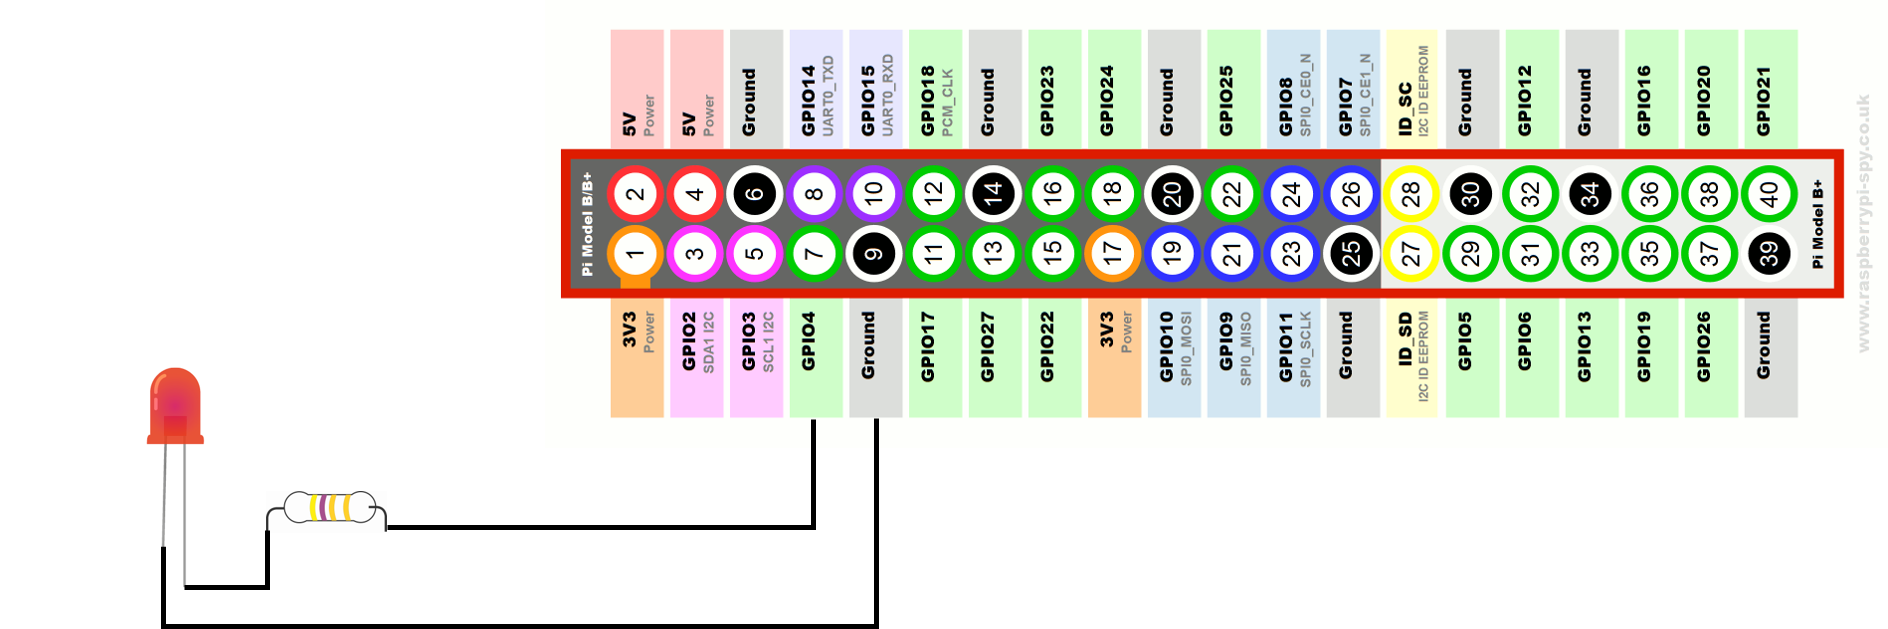 5V
Power
5V
Power
Ground
GPIO14
UART0_TXD
GPIO15
UART0_RXD
GPIO18
PCM_CLK
Ground
GPIO23
GPIO24
Ground
GPIO25
GPIO8
SPI0_CE0_N
GPIO7
SPI0_CE1_N
ID_SC
I2C ID EEPROM
Ground
GPIO12
Ground
GPIO16
GPIO20
GPIO21
Pi Model B/B+
2 4 6 8 10 12 14 16 18 20 22 24 26 28 30 32 34 36 38 40
1 3 5 7 9 11 13 15 17 19 21 23 25 27 29 31 33 35 37 39
Pi Model B+
3V3
Power
GPIO2
SDA1 I2C
GPIO3
SCL1 I2C
GPIO4
Ground
GPIO17
GPIO27
GPIO22
3V3
Power
GPIO10
SPI0_MOSI
GPIO9
SPI0_MISO
GPIO11
SPI0_SCLK
Ground
ID_SD
I2C ID EEPROM
GPIO5
GPIO6
GPIO13
GPIO19
GPIO26
Ground
www.raspberrypi-spy.co.uk